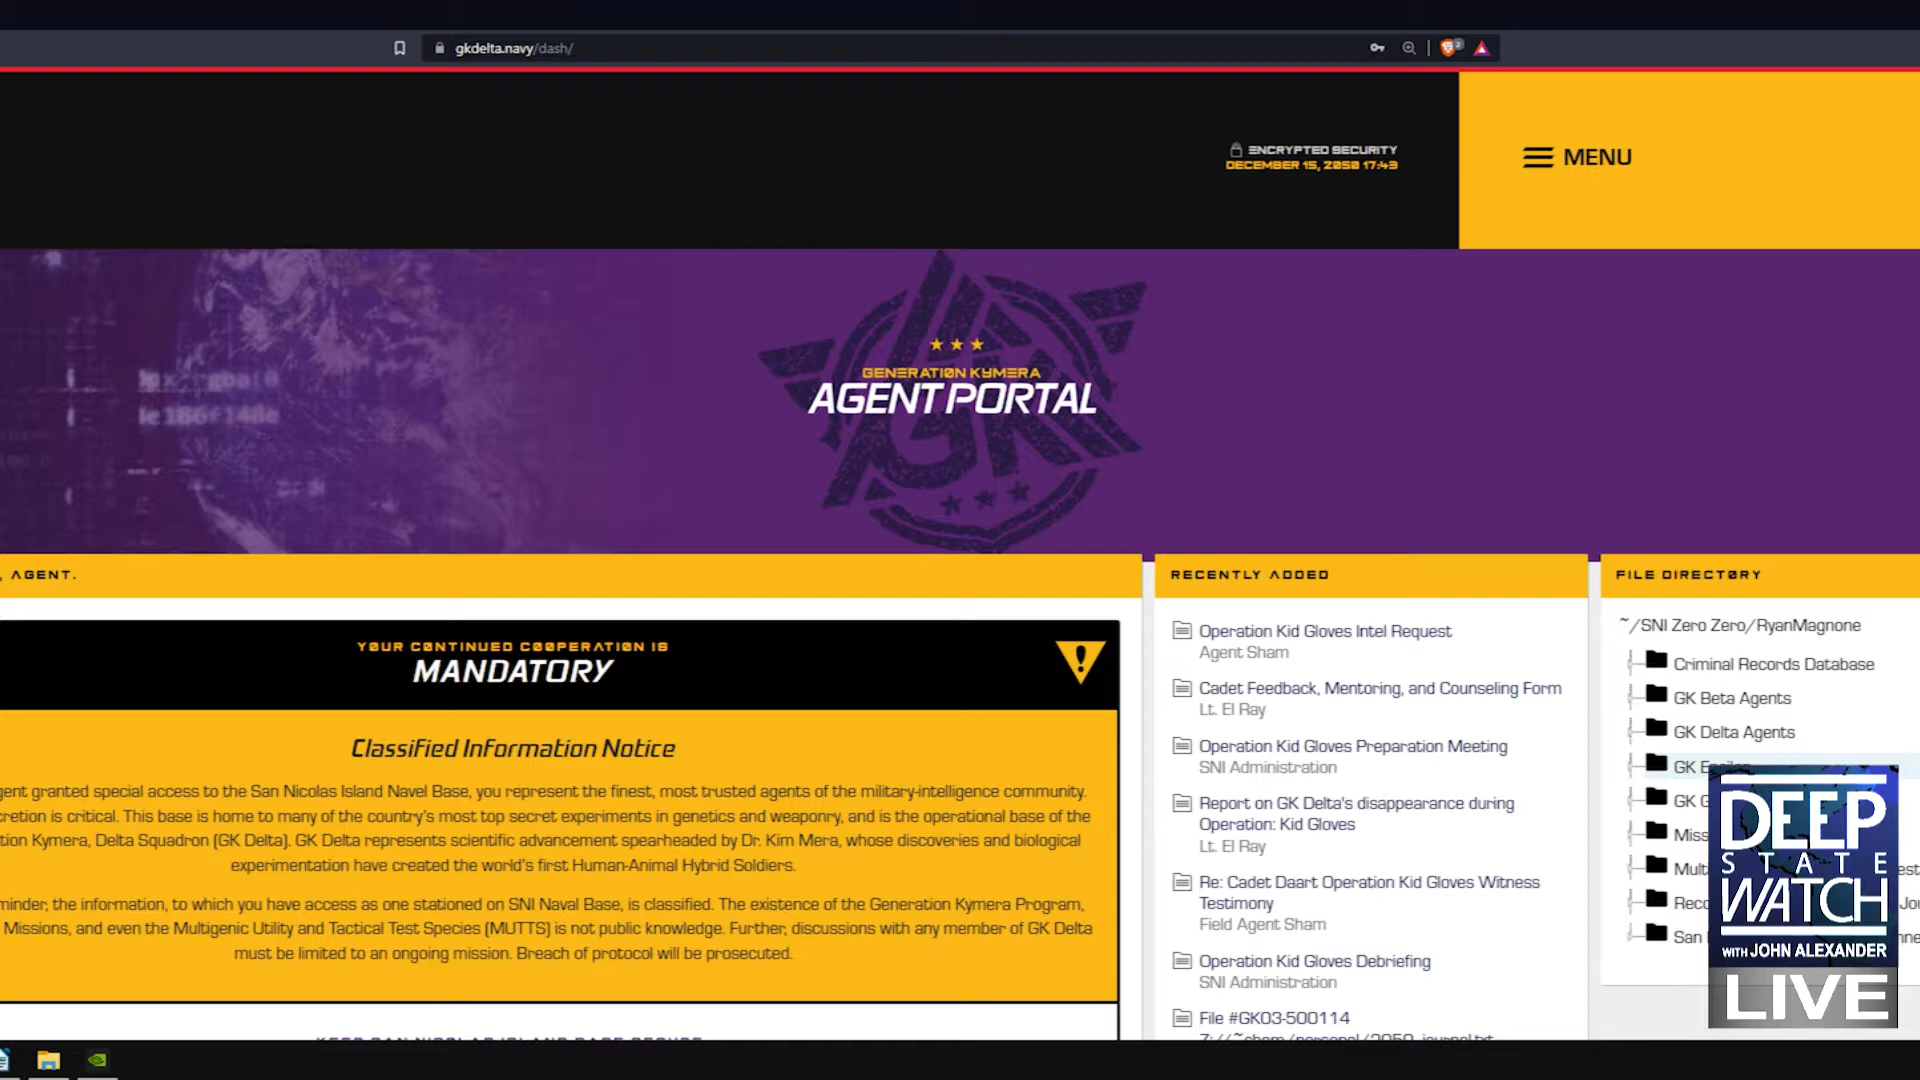 gkdelta.navy/dash/
ENCRYPTED SECURITY
DECEMBER 15, 2050 17:43
MENU
GENERATION KYMERA
AGENT PORTAL
GK
, AGENT.
YOUR CONTINUED COOPERATION IS
MANDATORY
Classified Information Notice
gent granted special access to the San Nicolas Island Navel Base, you represent the finest, most trusted agents of the military-intelligence community.
cretion is critical. This base is home to many of the country's most top secret experiments in genetics and weaponry, and is the operational base of the
tion Kymera, Delta Squadron (GK Delta). GK Delta represents scientific advancement spearheaded by Dr. Kim Mera, whose discoveries and biological
experimentation have created the world's first Human-Animal Hybrid Soldiers.
minder, the information, to which you have access as one stationed on SNI Naval Base, is classified. The existence of the Generation Kymera Program,
Missions, and even the Multigenic Utility and Tactical Test Species (MUTTS) is not public knowledge. Further, discussions with any member of GK Delta
must be limited to an ongoing mission. Breach of protocol will be prosecuted.
RECENTLY ADDED
Operation Kid Gloves Intel Request
Agent Sham
Cadet Feedback, Mentoring, and Counseling Form
Lt. El Ray
Operation Kid Gloves Preparation Meeting
SNI Administration
Report on GK Delta's disappearance during
Operation: Kid Gloves
Lt. El Ray
Re: Cadet Daart Operation Kid Gloves Witness
Testimony
Field Agent Sham
Operation Kid Gloves Debriefing
SNI Administration
File #GK03-500114
FILE DIRECTORY
~/SNI Zero Zero/RyanMagnone
Criminal Records Database
GK Beta Agents
GK Delta Agents
GK
GK G
Miss
Mult
Reco
San
DEEP
STATE
WATCH
WITH JOHN ALEXANDER
LIVE